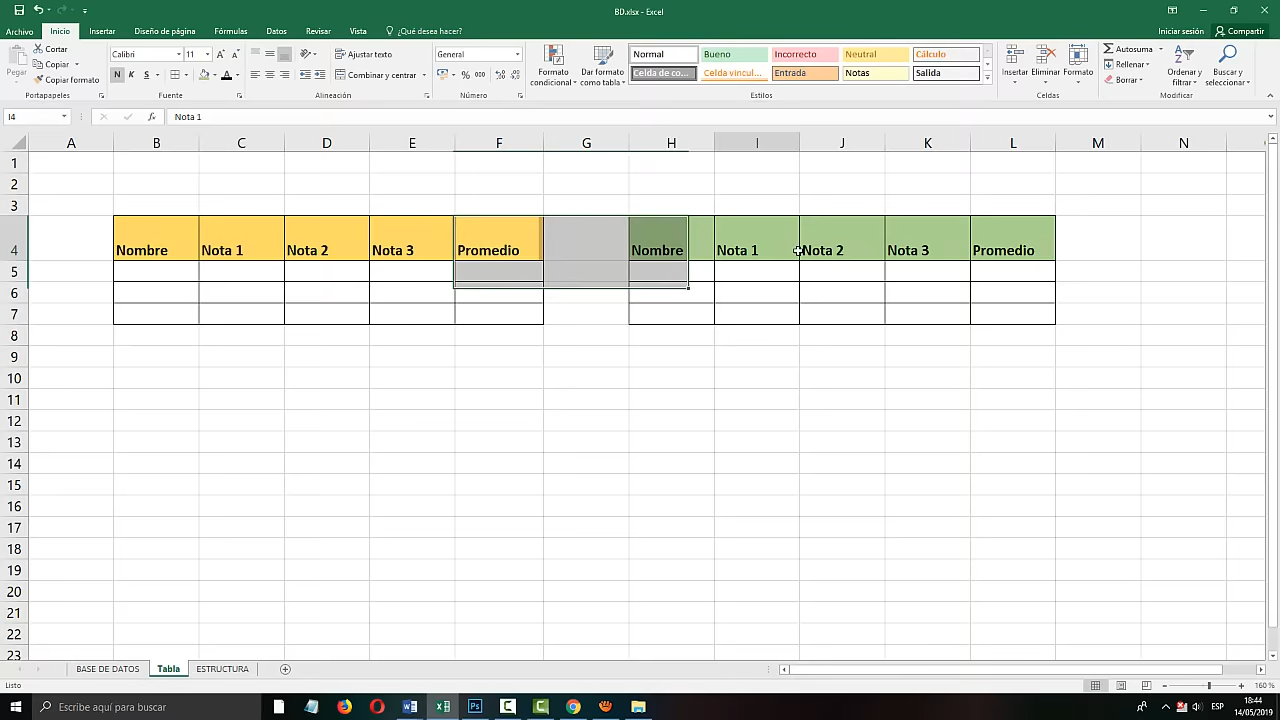 BD.xlsx - Excel
Iniciar sesión
Compartir
Archivo Inicio Insertar Diseño de página Fórmulas Datos Revisar Vista ¿Qué desea hacer?
Pegar
Cortar
Copiar
Copiar formato
Portapapeles
Calibri 11
N K S
Fuente
Ajustar texto
Combinar y centrar
Alineación
General
% 000
Número
Formato condicional
Dar formato como tabla
Normal Bueno Incorrecto Neutral Cálculo
Celda de co... Celda vincul... Entrada Notas Salida
Estilos
Insertar Eliminar Formato
Celdas
Autosuma
Rellenar
Borrar
Ordenar y filtrar
Buscar y seleccionar
Modificar
I4 fx Nota 1
A B C D E F G H I J K L M N
1
2
3
4 Nombre Nota 1 Nota 2 Nota 3 Promedio Nombre Nota 1 Nota 2 Nota 3 Promedio
5
6
7
8
9
10
11
12
13
14
15
16
17
18
19
20
21
22
23
BASE DE DATOS Tabla ESTRUCTURA
Listo
160 %
Escribe aquí para buscar
ESP
18:44
14/05/2019